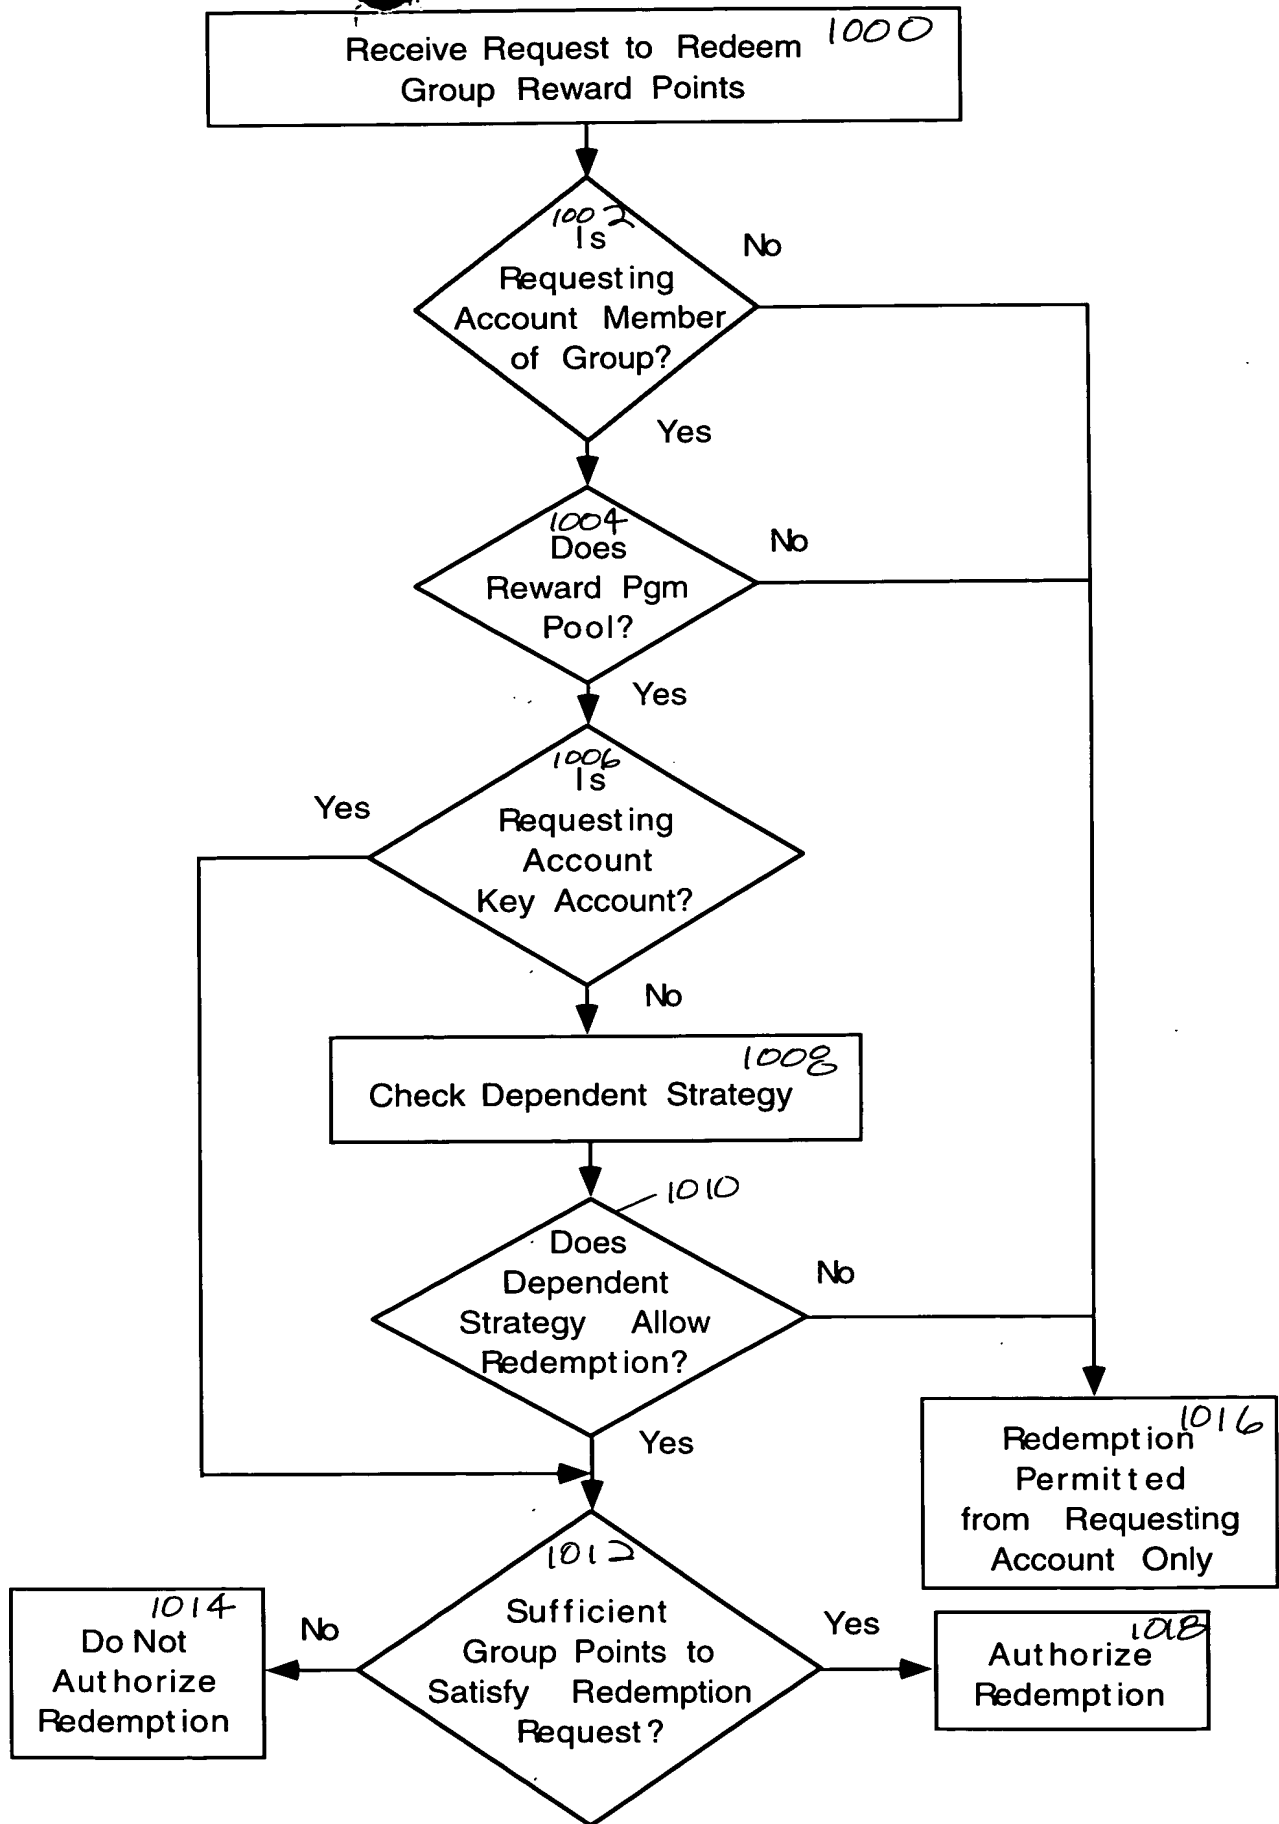 1000
Receive Request to Redeem
Group Reward Points
1002
Is
Requesting
Account Member
of Group?
No
Yes
1004
Does
Reward Pgm
Pool?
No
Yes
1006
Is
Requesting
Account
Key Account?
Yes
No
1008
Check Dependent Strategy
1010
Does
Dependent
Strategy Allow
Redemption?
No
Yes
1016
Redemption
Permitted
from Requesting
Account Only
1012
Sufficient
Group Points to
Satisfy Redemption
Request?
No
Yes
1014
Do Not
Authorize
Redemption
1018
Authorize
Redemption